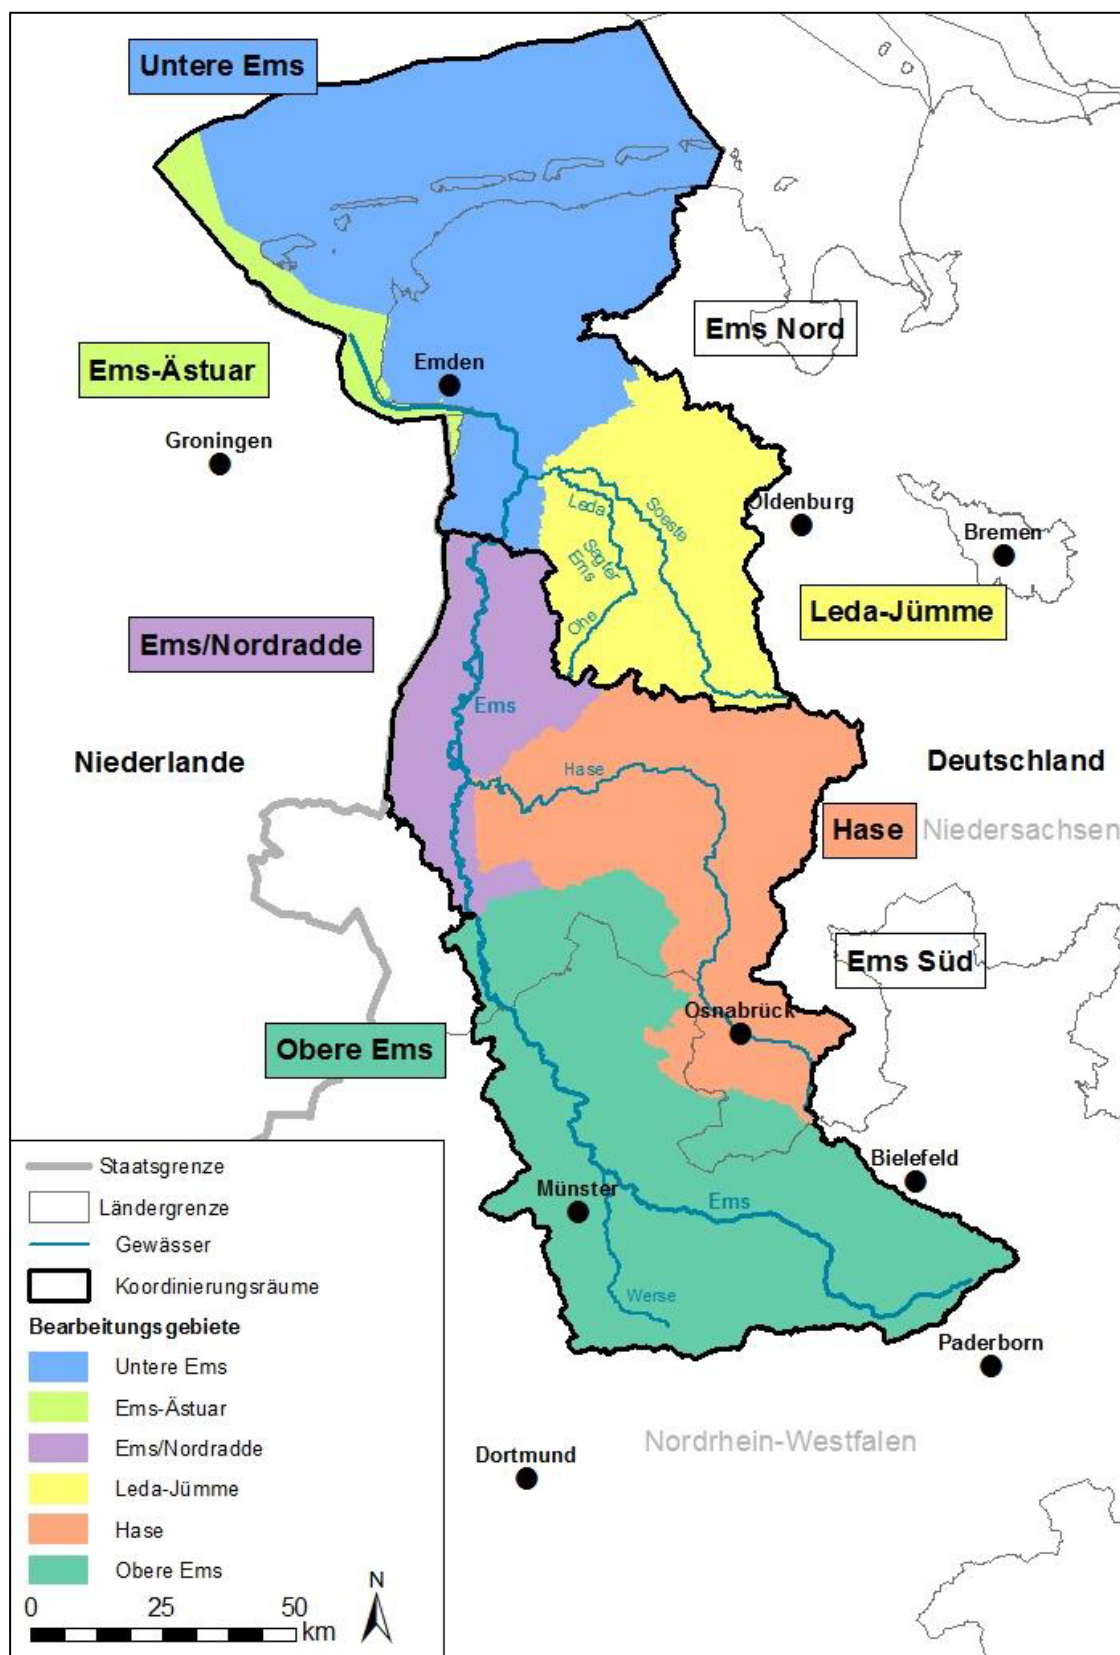 Untere Ems
Ems Nord
Ems-Ästuar
Emden
Groningen
Oldenburg
Leda
Soeste
Bremen
Sagter
Ems
Leda-Jümme
Ohe
Ems/Nordradde
Ems
Niederlande
Hase
Deutschland
Hase
Niedersachsen
Ems Süd
Osnabrück
Obere Ems
Bielefeld
Münster
Ems
Werse
Paderborn
Nordrhein-Westfalen
Dortmund
Staatsgrenze
Ländergrenze
Gewässer
Koordinierungsräume
Bearbeitungsgebiete
Untere Ems
Ems-Ästuar
Ems/Nordradde
Leda-Jümme
Hase
Obere Ems
N
0 25 50
km